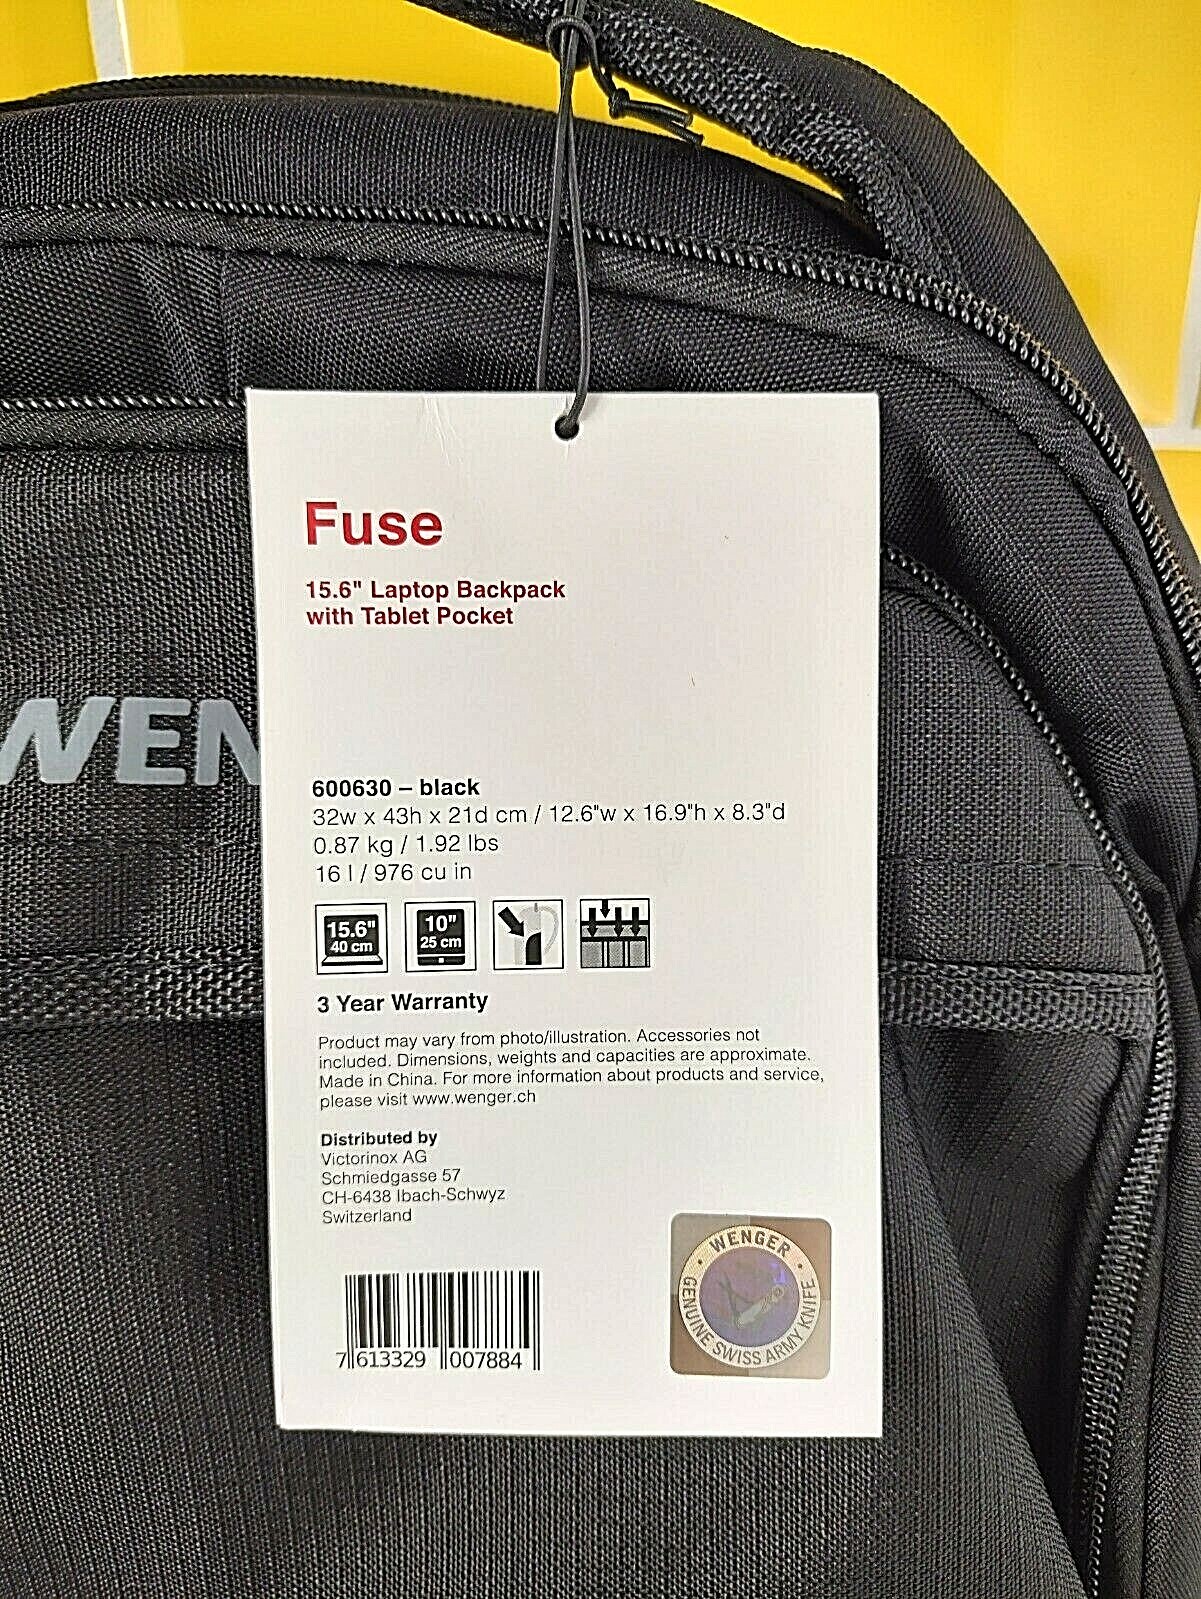 Fuse
15.6" Laptop Backpack
with Tablet Pocket
WEN
600630 – black
32w x 43h x 21d cm / 12.6"w x 16.9"h x 8.3"d
0.87 kg / 1.92 lbs
16 l / 976 cu in
15.6"
40 cm
10"
25 cm
3 Year Warranty
Product may vary from photo/illustration. Accessories not
included. Dimensions, weights and capacities are approximate.
Made in China. For more information about products and service,
please visit www.wenger.ch
Distributed by
Victorinox AG
Schmiedgasse 57
CH-6438 Ibach-Schwyz
Switzerland
7 613329 007884
WENGER
GENUINE SWISS ARMY KNIFE